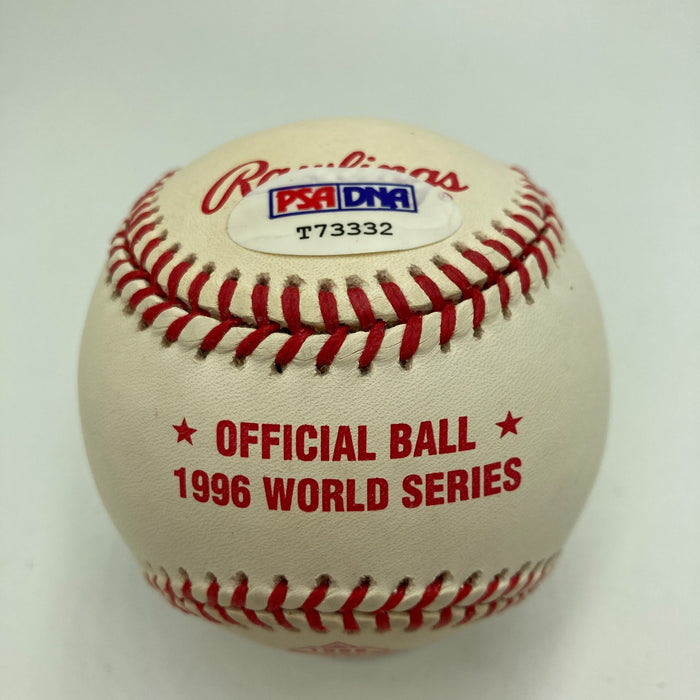 Rawlings
PSA DNA
T73332
★ OFFICIAL BALL ★
1996 WORLD SERIES